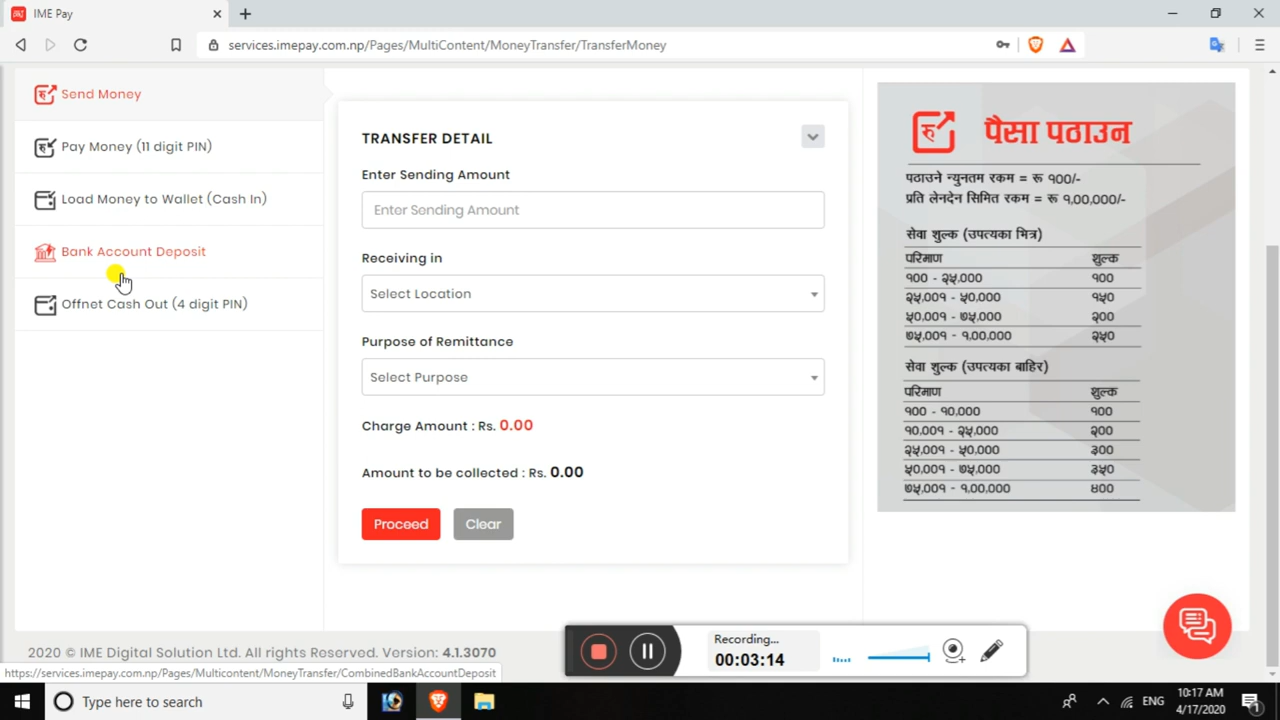 IME Pay
services.imepay.com.np/Pages/MultiContent/MoneyTransfer/TransferMoney
Send Money
Pay Money (11 digit PIN)
Load Money to Wallet (Cash In)
Bank Account Deposit
Offnet Cash Out (4 digit PIN)
TRANSFER DETAIL
Enter Sending Amount
Enter Sending Amount
Receiving in
Select Location
Purpose of Remittance
Select Purpose
Charge Amount : Rs. 0.00
Amount to be collected : Rs. 0.00
Proceed Clear
रु पैसा पठाउन
पठाउने न्युनतम रकम = रू १००/-
प्रति लेनदेन सिमित रकम = रू १,००,०००/-
सेवा शुल्क (उपत्यका भित्र)
परिमाण शुल्क
१०० - २५,००० १००
२५,००१ - ५०,००० १५०
५०,००१ - ७५,००० २००
७५,००१ - १,००,००० २५०
सेवा शुल्क (उपत्यका बाहिर)
परिमाण शुल्क
१०० - १०,००० १००
१०,००१ - २५,००० २००
२५,००१ - ५०,००० ३००
५०,००१ - ७५,००० ३५०
७५,००१ - १,००,००० ४००
2020 © IME Digital Solution Ltd. All rights Reserved. Version: 4.1.3070
https://services.imepay.com.np/Pages/Multicontent/MoneyTransfer/CombinedBankAccountDeposit
Recording...
00:03:14
Type here to search
ENG
10:17 AM
4/17/2020
1